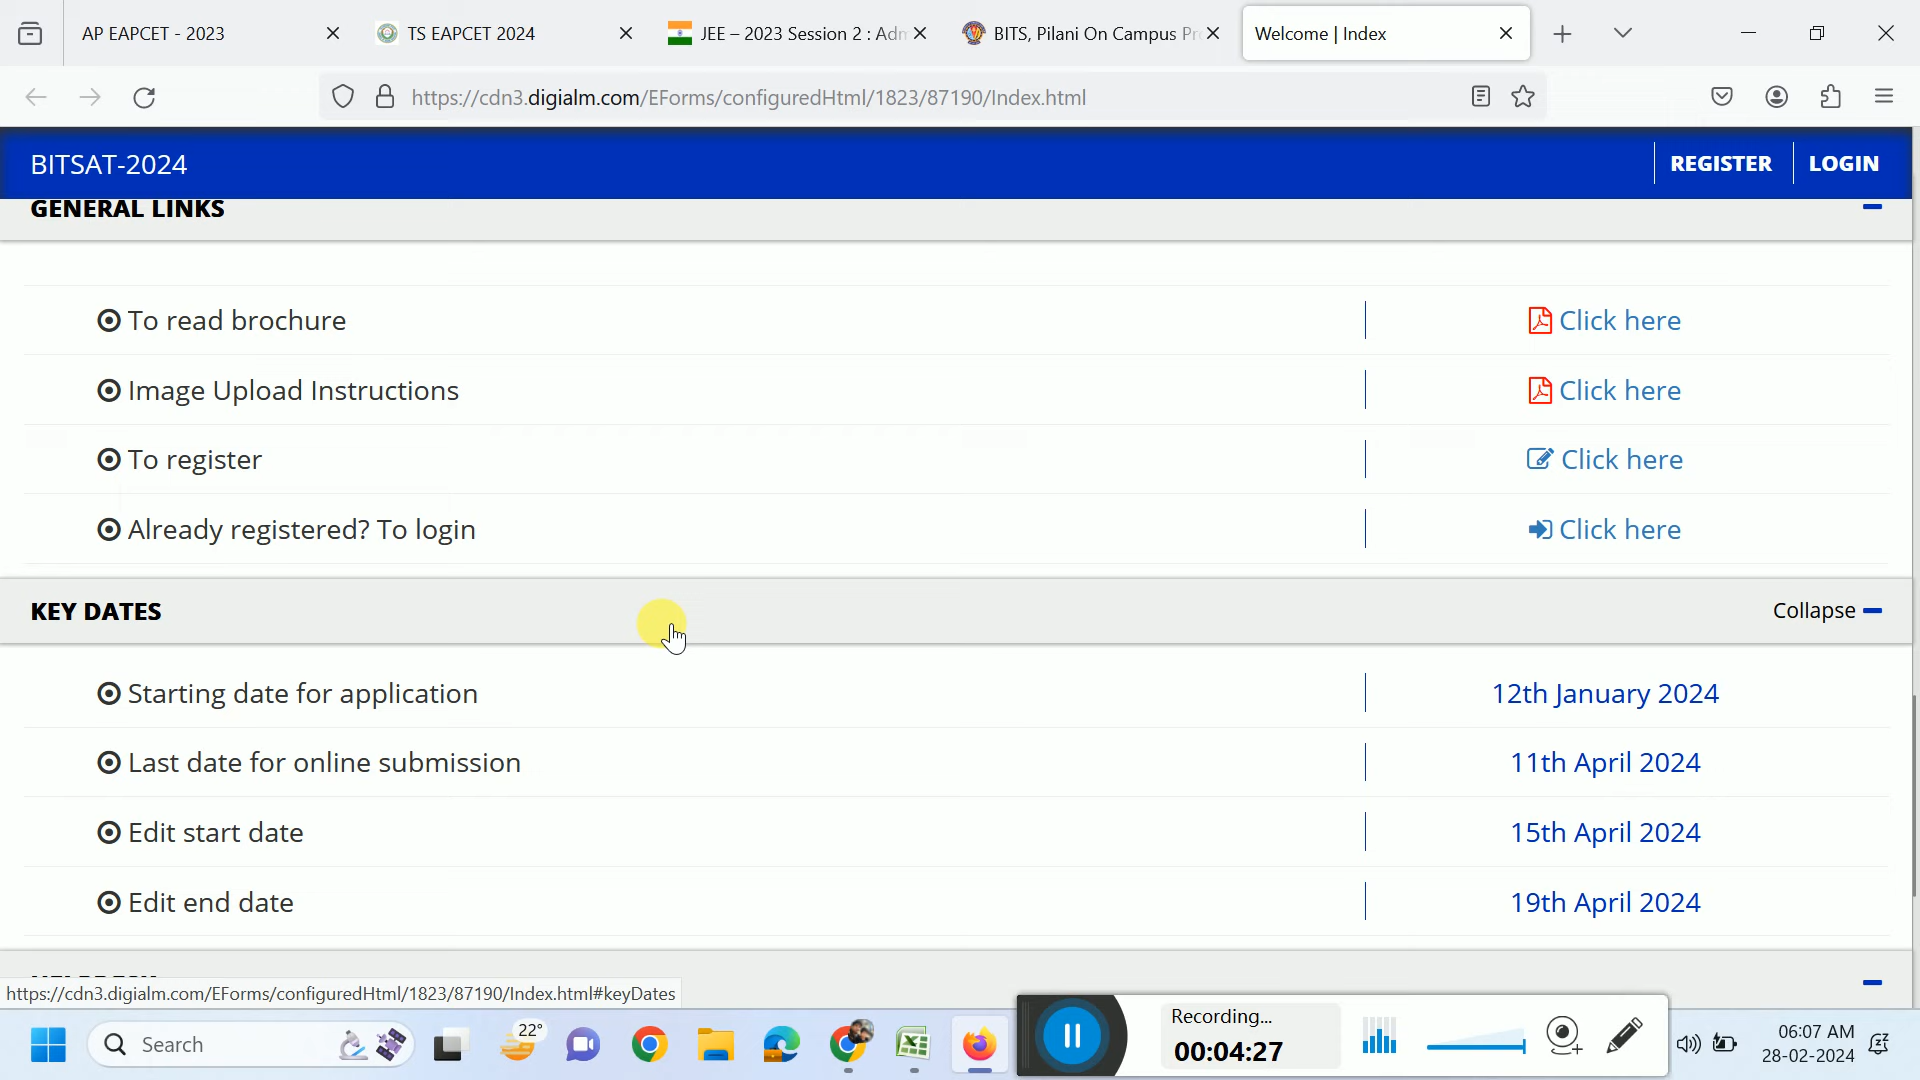 AP EAPCET - 2023
TS EAPCET 2024
JEE – 2023 Session 2 : Adm
BITS, Pilani On Campus Pr
Welcome | Index
https://cdn3.digialm.com/EForms/configuredHtml/1823/87190/Index.html
BITSAT-2024
REGISTER
LOGIN
GENERAL LINKS
To read brochure
Click here
Image Upload Instructions
Click here
To register
Click here
Already registered? To login
Click here
KEY DATES
Collapse
Starting date for application
12th January 2024
Last date for online submission
11th April 2024
Edit start date
15th April 2024
Edit end date
19th April 2024
https://cdn3.digialm.com/EForms/configuredHtml/1823/87190/Index.html#keyDates
Search
22°
Recording...
00:04:27
06:07 AM
28-02-2024